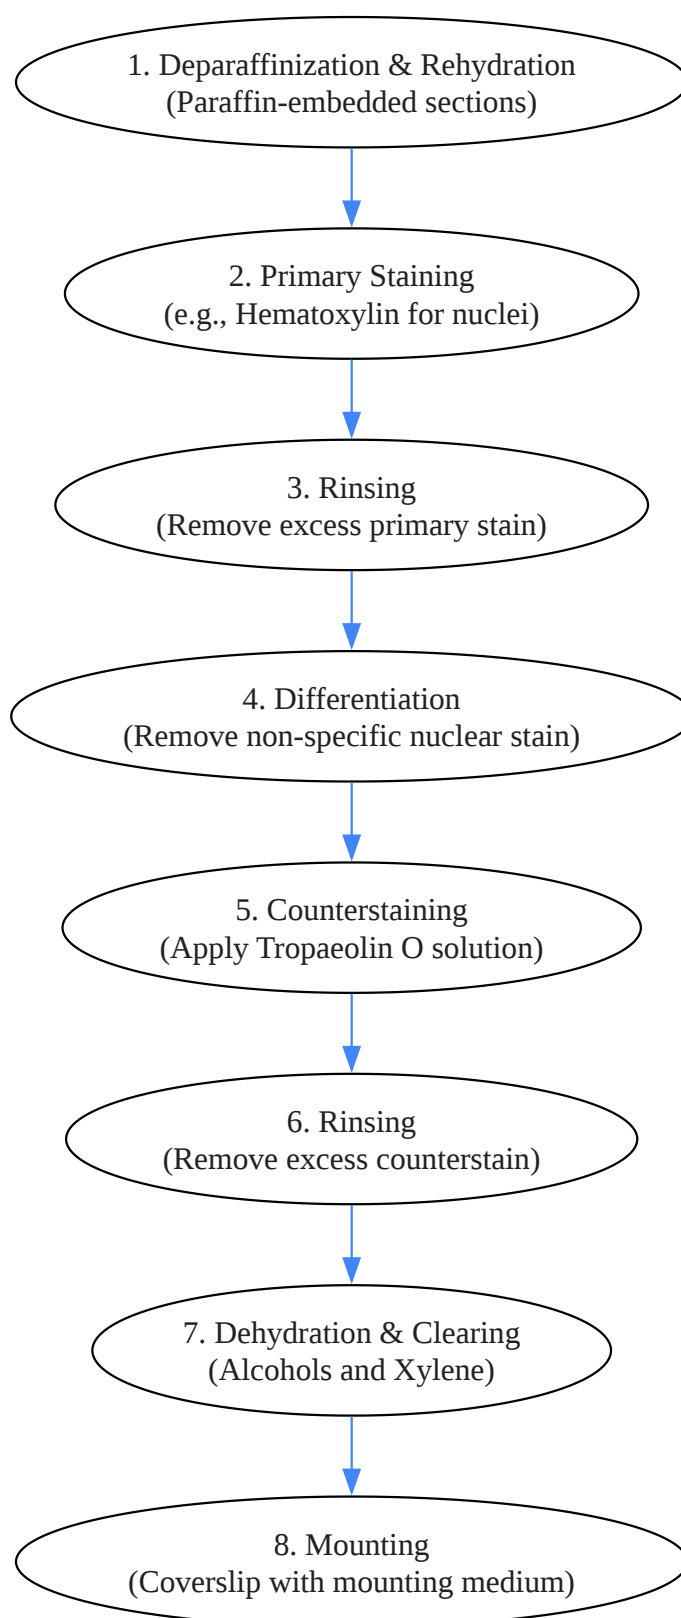 1. Deparaffinization & Rehydration
(Paraffin-embedded sections)
2. Primary Staining
(e.g., Hematoxylin for nuclei)
3. Rinsing
(Remove excess primary stain)
4. Differentiation
(Remove non-specific nuclear stain)
5. Counterstaining
(Apply Tropaeolin O solution)
6. Rinsing
(Remove excess counterstain)
7. Dehydration & Clearing
(Alcohols and Xylene)
8. Mounting
(Coverslip with mounting medium)